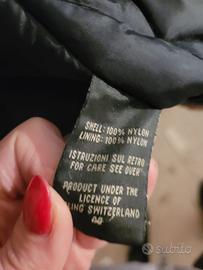 SHELL: 100% NYLON
LINING: 100% NYLON
ISTRUZIONI SUL RETRO
FOR CARE SEE OVER
PRODUCT UNDER THE
LICENCE OF
LING SWITZERLAND
subito